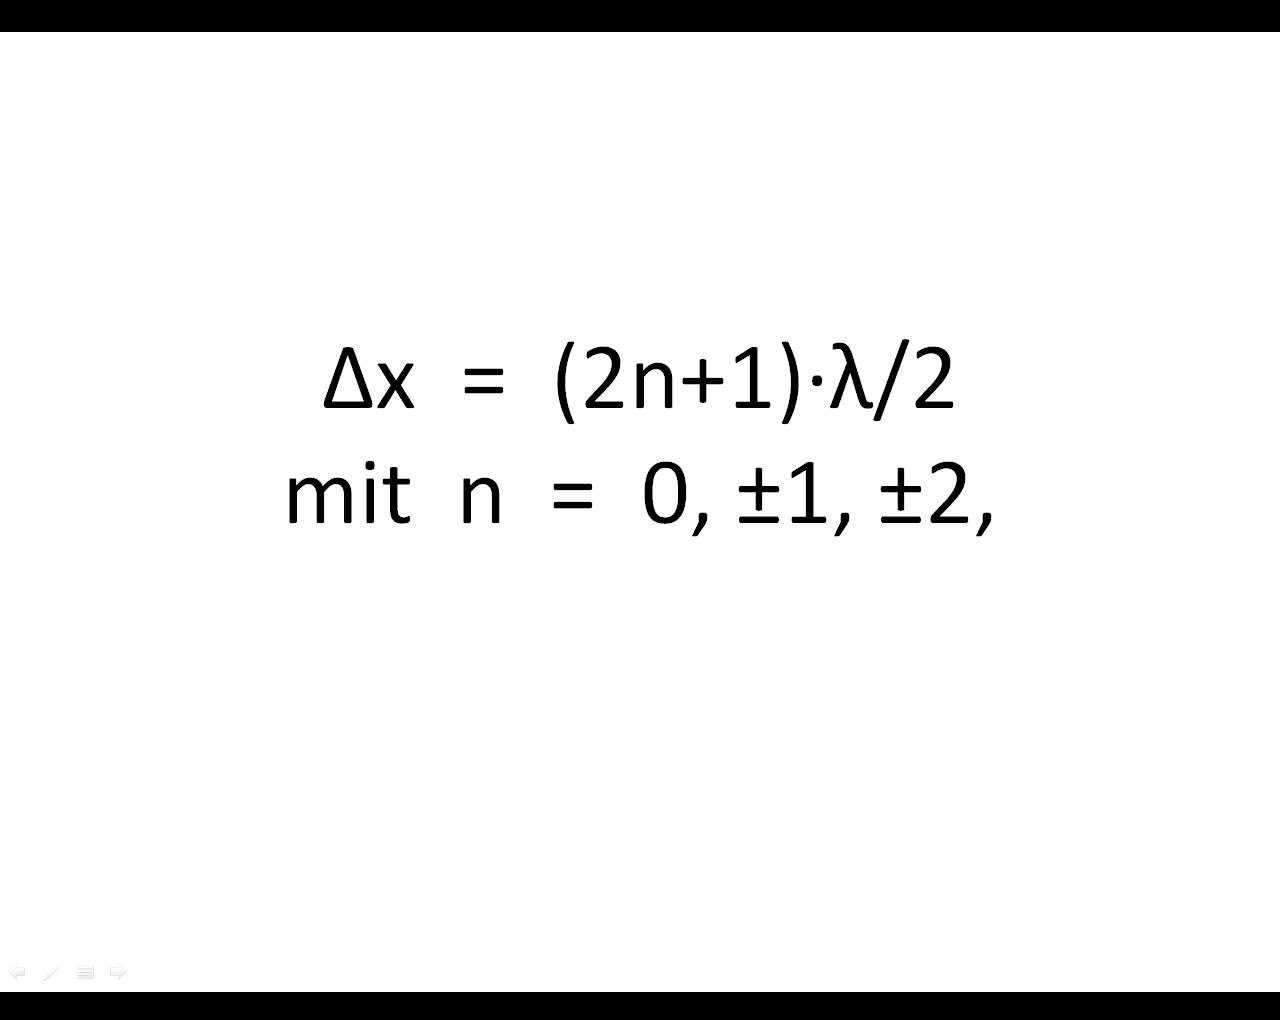 Δx = (2n+1)·λ/2
mit n = 0, ±1, ±2,